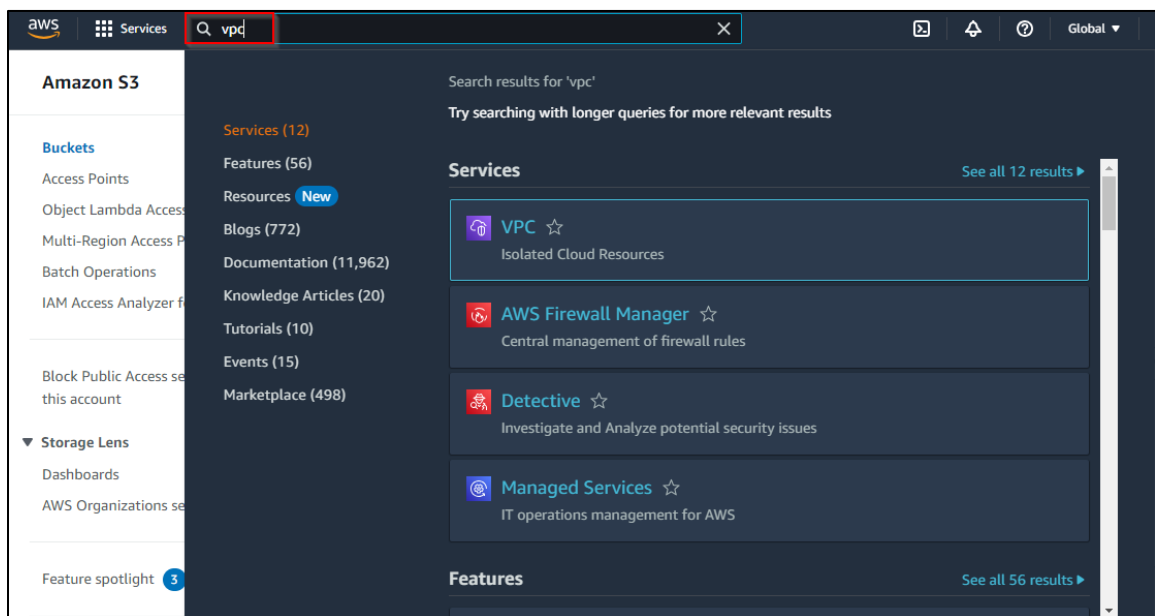 aws
Services
vpc
Global
Amazon S3
Buckets
Access Points
Object Lambda Access
Multi-Region Access P
Batch Operations
IAM Access Analyzer f
Block Public Access se
this account
Storage Lens
Dashboards
AWS Organizations se
Feature spotlight 3
Services (12)
Features (56)
Resources New
Blogs (772)
Documentation (11,962)
Knowledge Articles (20)
Tutorials (10)
Events (15)
Marketplace (498)
Search results for 'vpc'
Try searching with longer queries for more relevant results
Services
See all 12 results
VPC
Isolated Cloud Resources
AWS Firewall Manager
Central management of firewall rules
Detective
Investigate and Analyze potential security issues
Managed Services
IT operations management for AWS
Features
See all 56 results